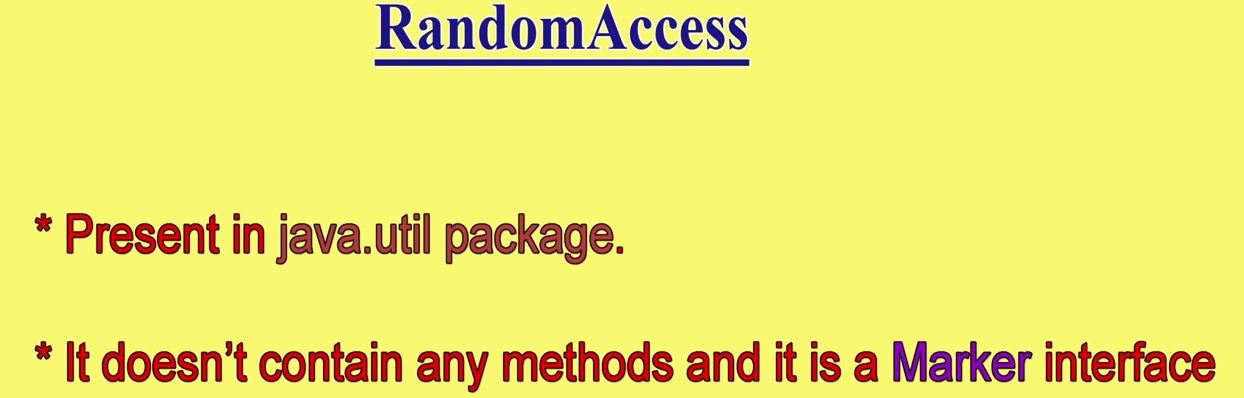 RandomAccess
* Present in java.util package.
* It doesn’t contain any methods and it is a Marker interface